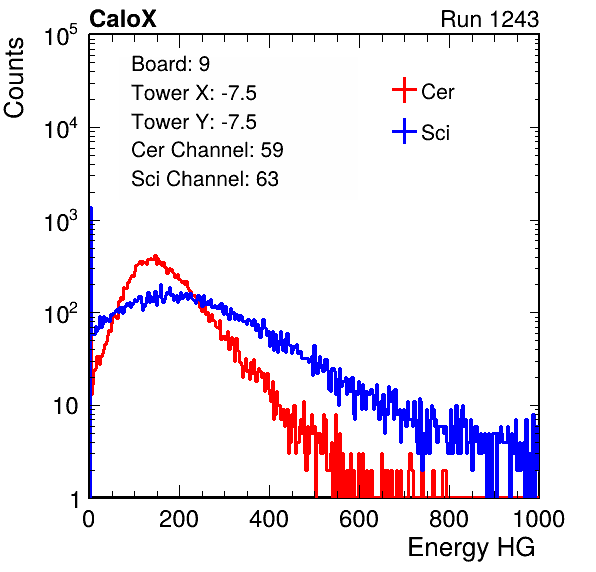 CaloX Run 1243
Counts
Board: 9
Tower X: -7.5
Tower Y: -7.5
Cer Channel: 59
Sci Channel: 63
Cer
Sci
10^5
10^4
10^3
10^2
10
1
0 200 400 600 800 1000
Energy HG